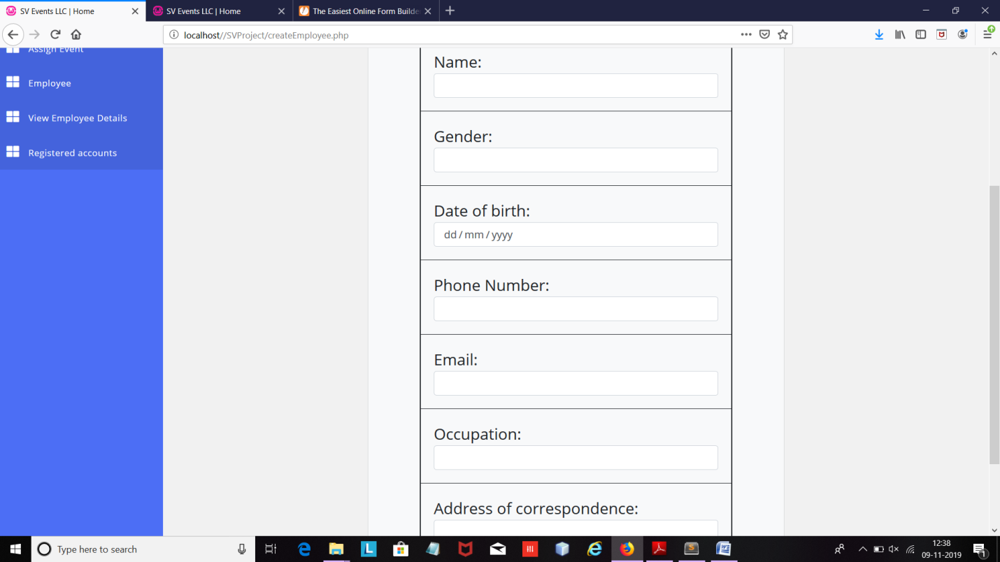 SV Events LLC | Home
SV Events LLC | Home
The Easiest Online Form Builde
localhost//SVProject/createEmployee.php
Assign Event
Employee
View Employee Details
Registered accounts
Name:
Gender:
Date of birth:
dd / mm / yyyy
Phone Number:
Email:
Occupation:
Address of correspondence:
Type here to search
12:38
09-11-2019
1